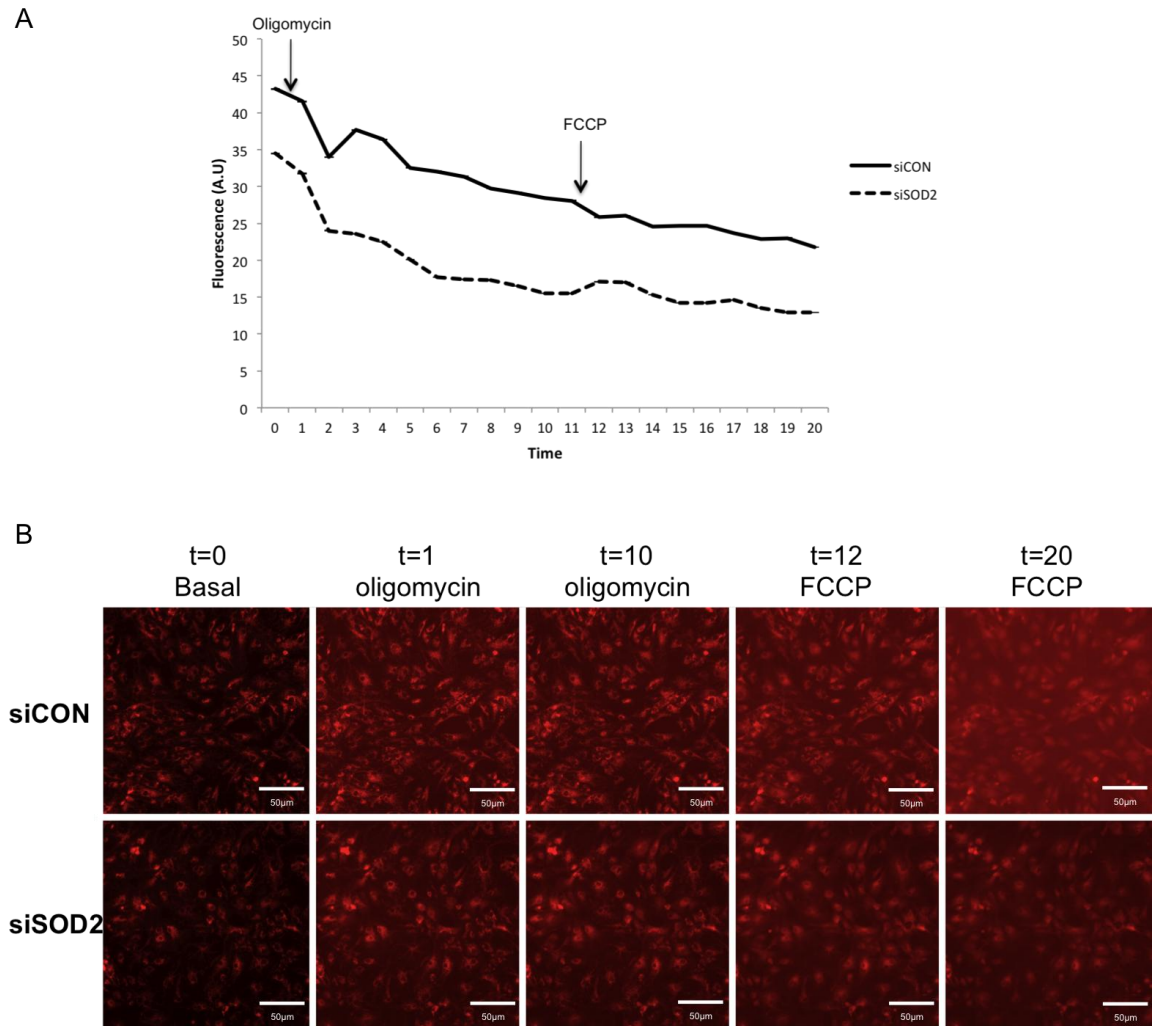 A
Oligomycin
50
45
40
35
30
25
20
15
10
5
0
Fluorescence (A.U)
FCCP
siCON
siSOD2
0 1 2 3 4 5 6 7 8 9 10 11 12 13 14 15 16 17 18 19 20
Time
B
t=0
Basal
t=1
oligomycin
t=10
oligomycin
t=12
FCCP
t=20
FCCP
siCON
50μm
50μm
50μm
50μm
50μm
siSOD2
50μm
50μm
50μm
50μm
50μm